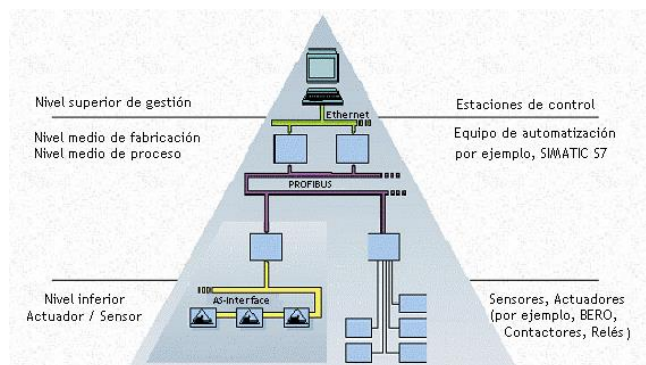 Ethernet
Nivel superior de gestión
Estaciones de control
Nivel medio de fabricación
Nivel medio de proceso
Equipo de automatización
por ejemplo, SIMATIC S7
PROFIBUS
AS-Interface
Nivel inferior
Actuador / Sensor
Sensores, Actuadores
(por ejemplo, BERO,
Contactores, Relés)